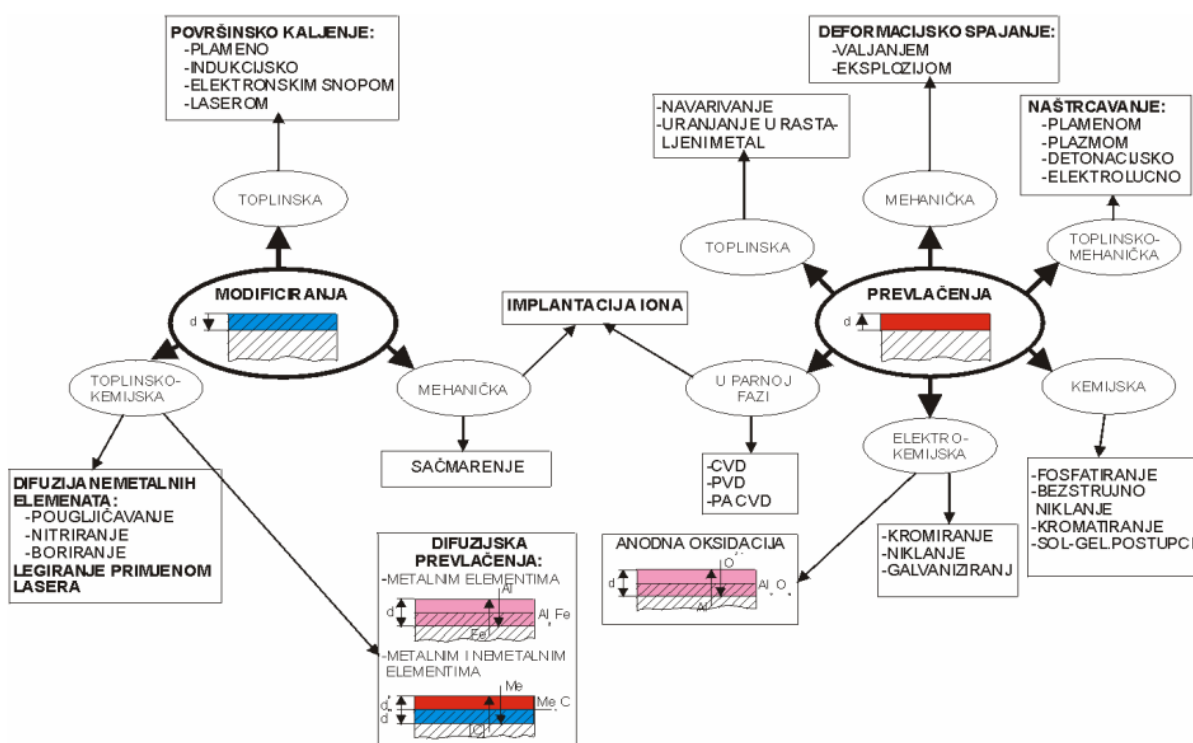 POVRŠINSKO KALJENJE:
-PLAMENO
-INDUKCIJSKO
-ELEKTRONSKIM SNOPOM
-LASEROM
TOPLINSKA
MODIFICIRANJA
d
TOPLINSKO-
KEMIJSKA
MEHANIČKA
SAČMARENJE
DIFUZIJA NEMETALNIH
ELEMENATA:
-POUGLJIČAVANJE
-NITRIRANJE
-BORIRANJE
LEGIRANJE PRIMJENOM
LASERA
DIFUZIJSKA
PREVLAČENJA:
-METALNIM ELEMENTIMA
Al
d
Al, Fe
Fe
-METALNIM I NEMETALNIM
ELEMENTIMA
Me
d'
Me C
d
C
IMPLANTACIJA IONA
DEFORMACIJSKO SPAJANJE:
-VALJANJEM
-EKSPLOZIJOM
-NAVARIVANJE
-URANJANJE U RASTA-
LJENI METAL
NAŠTRCAVANJE:
-PLAMENOM
-PLAZMOM
-DETONACIJSKO
-ELEKTROLUCNO
MEHANIČKA
TOPLINSKA
TOPLINSKO-
MEHANIČKA
PREVLAČENJA
d
U PARNOJ
FAZI
KEMIJSKA
ELEKTRO-
KEMIJSKA
-CVD
-PVD
-PACVD
-FOSFATIRANJE
-BEZSTRUJNO
NIKLANJE
-KROMATIRANJE
-SOL-GEL.POSTUPCI
-KROMIRANJE
-NIKLANJE
-GALVANIZIRANJ
ANODNA OKSIDACIJA
O
d
Al, O,
Al